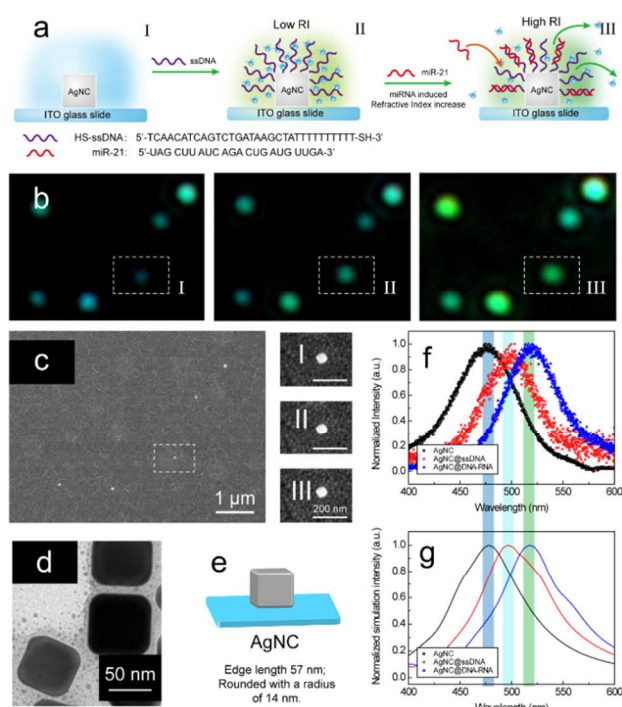 a
I
Low RI
II
High RI
III
ssDNA
miR-21
miRNA induced
Refractive Index increase
AgNC
AgNC
AgNC
ITO glass slide
ITO glass slide
ITO glass slide
HS-ssDNA: 5'-TCAACATCAGTCTGATAAGCTATTTTTTTTTT-SH-3'
miR-21: 5'-UAG CUU AUC AGA CUG AUG UUGA-3'
b
I
II
III
c
1 µm
I
II
III
200 nm
f
Normalized Intensity (a.u.)
1.0
0.8
0.6
0.4
0.2
0.0
AgNC
AgNC@ssDNA
AgNC@DNA-RNA
400 450 500 550 600
Wavelength (nm)
d
50 nm
e
AgNC
Edge length 57 nm;
Rounded with a radius
of 14 nm.
g
Normalized simulation intensity (a.u.)
1.0
0.8
0.6
0.4
0.2
0.0
AgNC
AgNC@ssDNA
AgNC@DNA-RNA
400 450 500 550 600
Wavelength (nm)